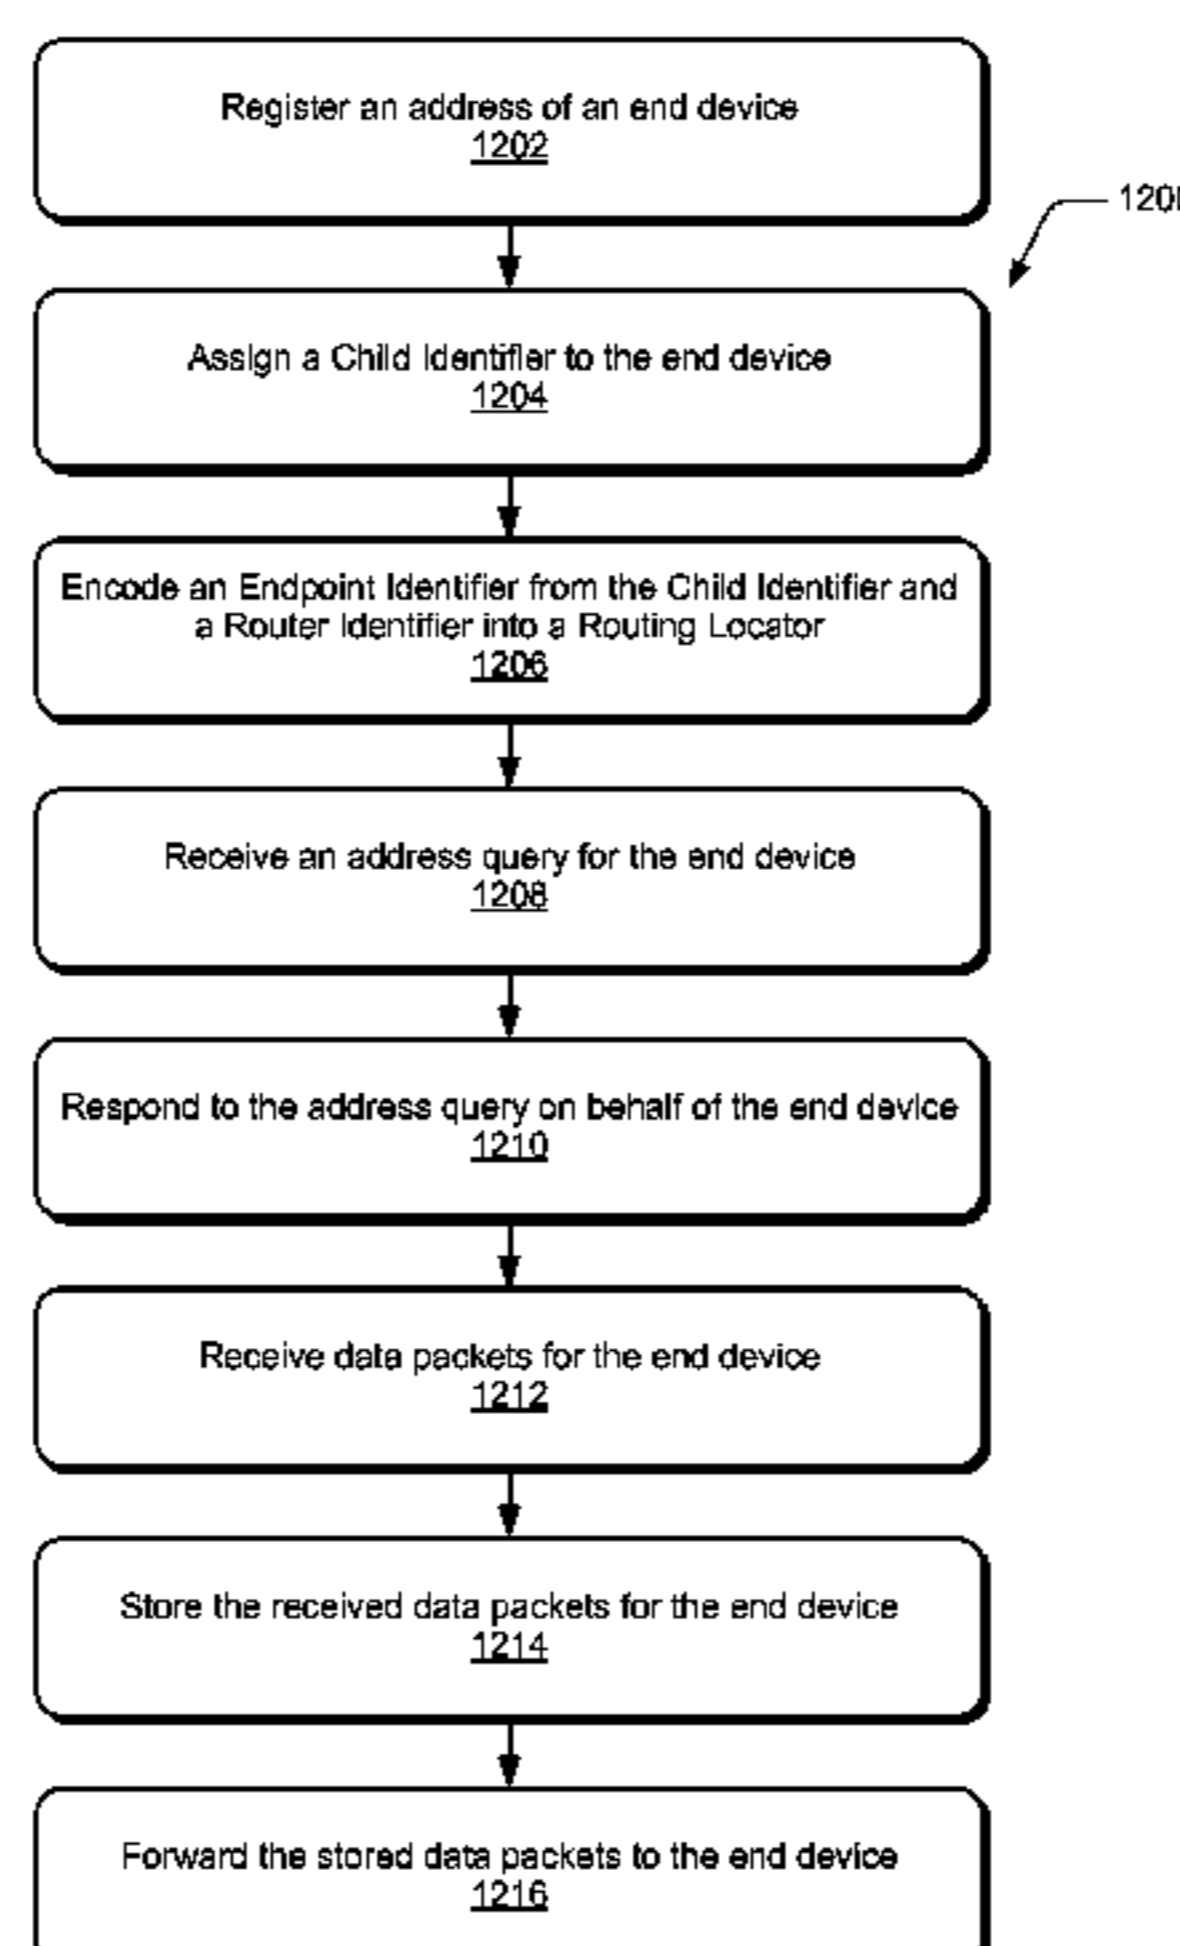 Register an address of an end device
1202
Assign a Child Identifier to the end device
1204
Encode an Endpoint Identifier from the Child Identifier and
a Router Identifier into a Routing Locator
1206
Receive an address query for the end device
1208
Respond to the address query on behalf of the end device
1210
Receive data packets for the end device
1212
Store the received data packets for the end device
1214
Forward the stored data packets to the end device
1216